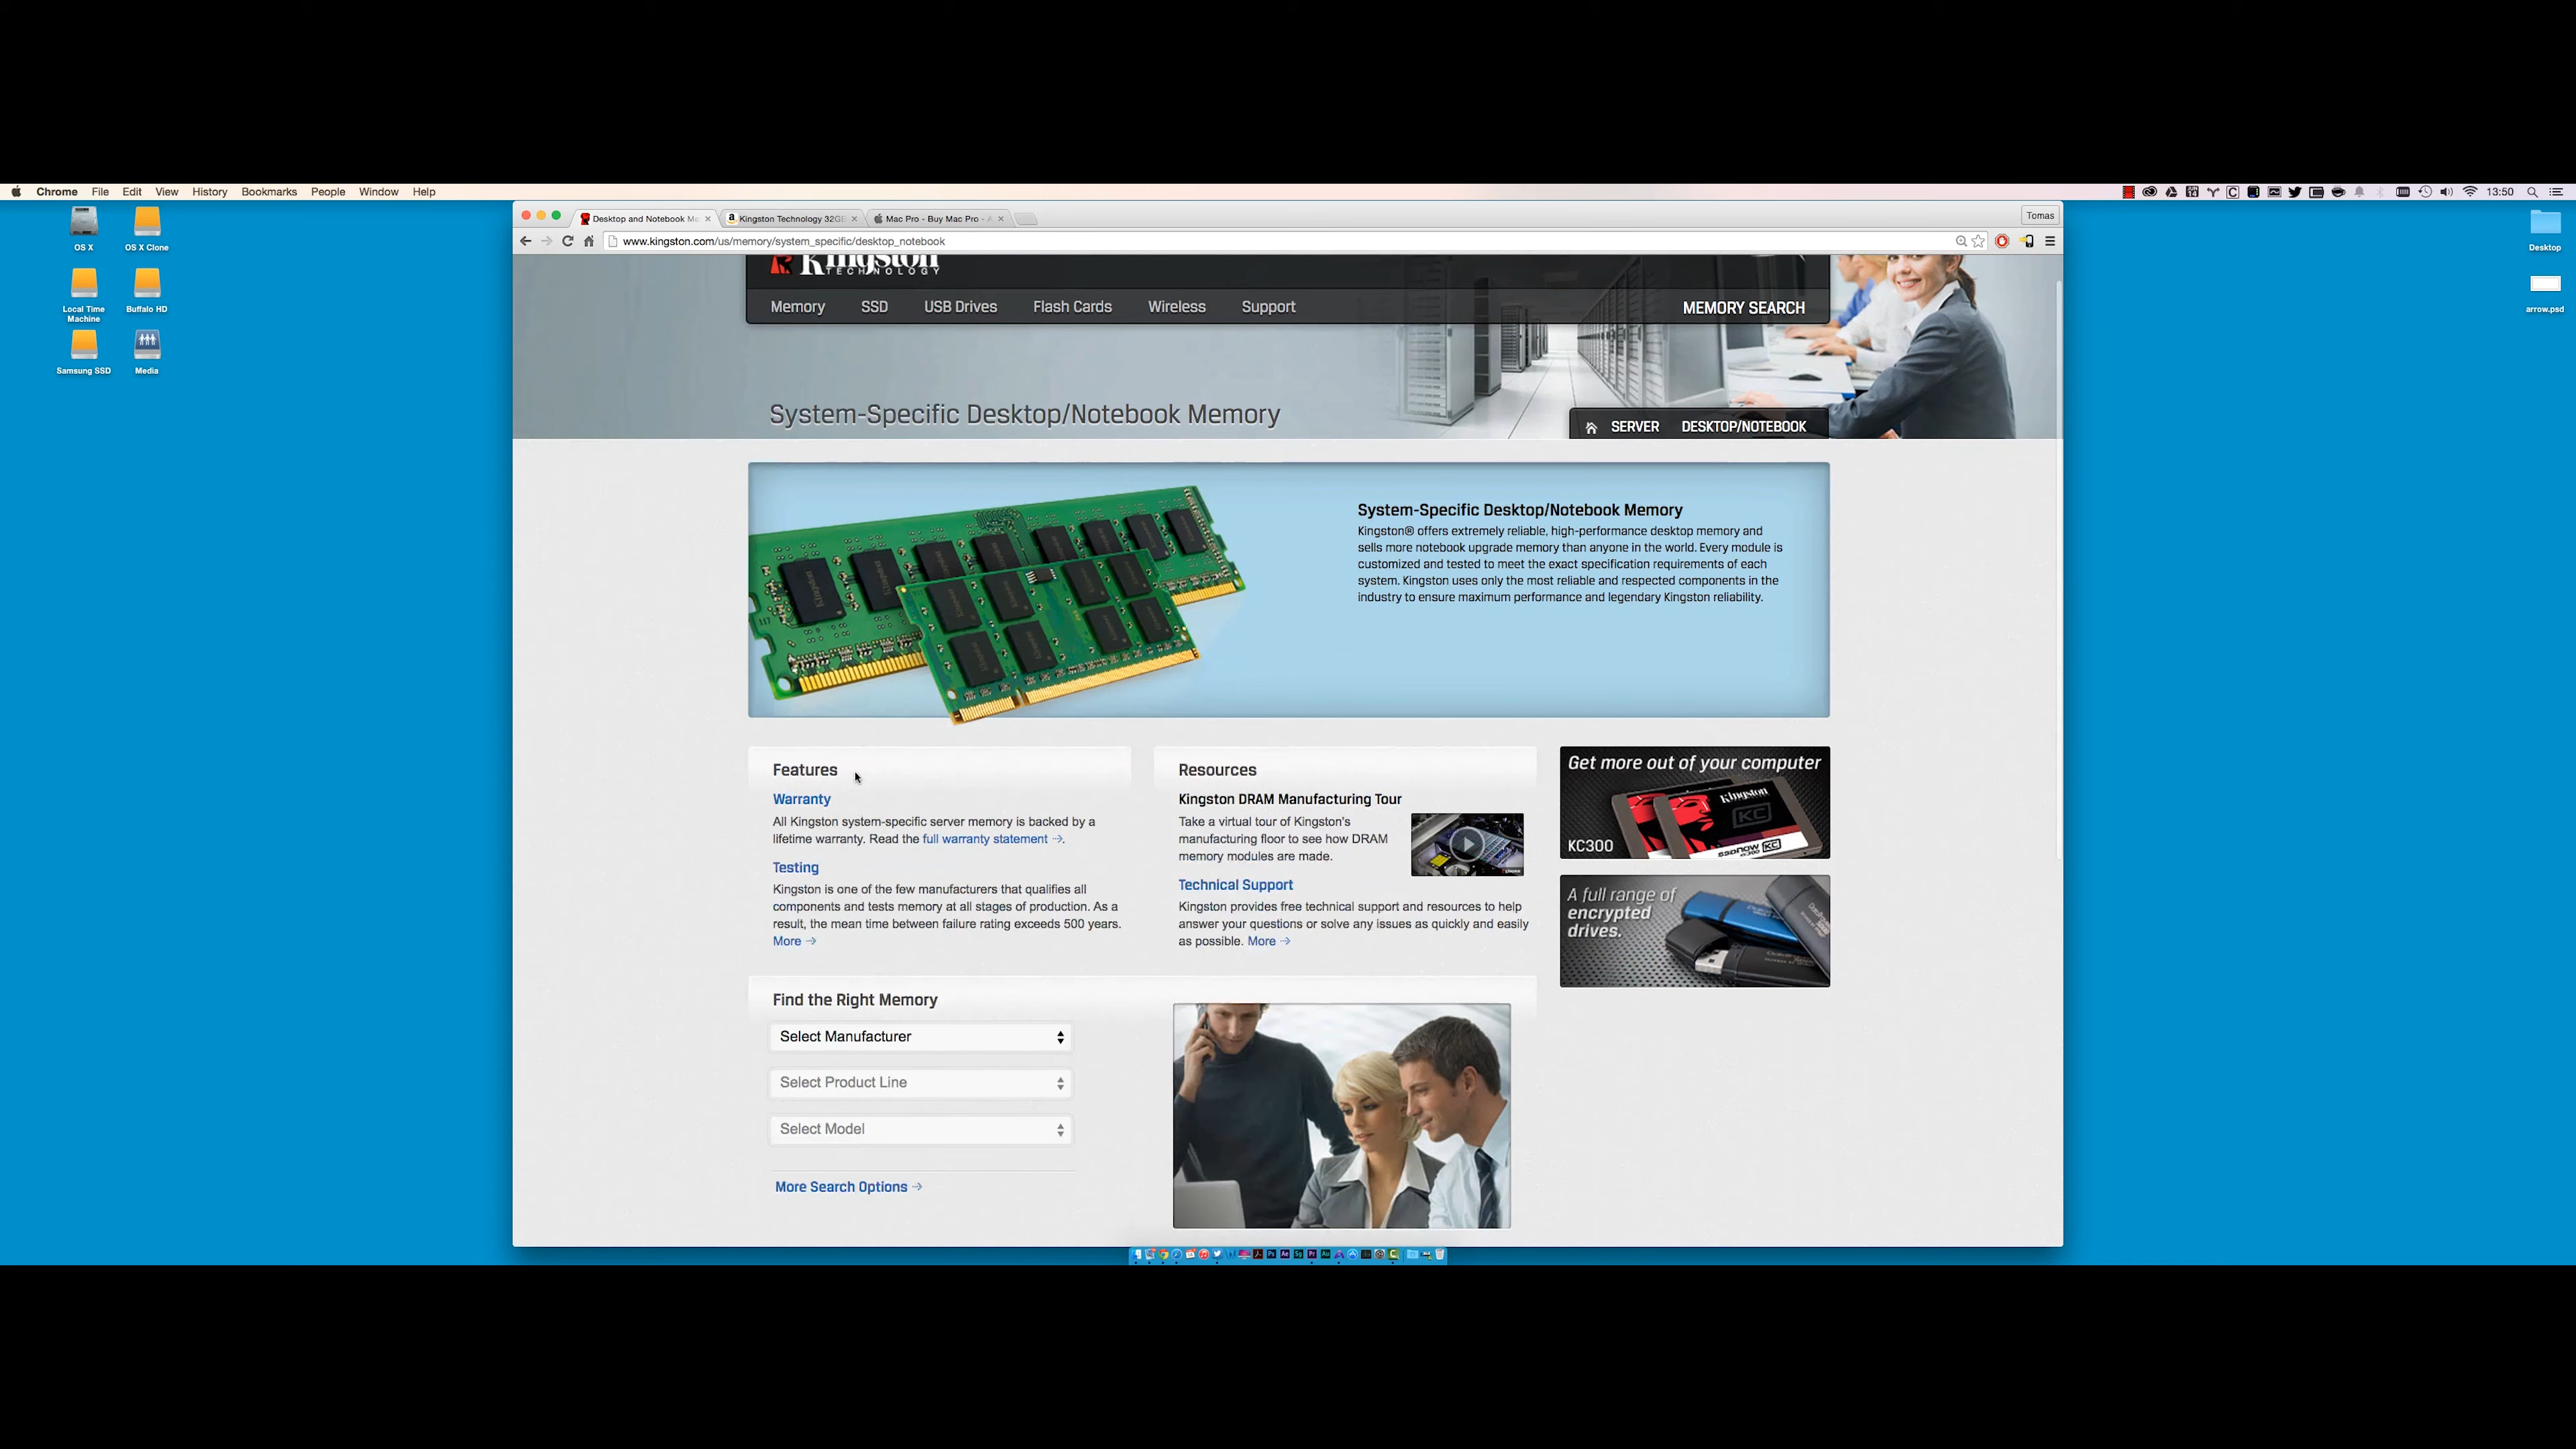 Chrome File Edit View History Bookmarks People Window Help
13:50
OS X
OS X Clone
Local Time Machine
Buffalo HD
Samsung SSD
Media
Desktop
arrow.psd
Desktop and Notebook Me
Kingston Technology 32GB
Mac Pro - Buy Mac Pro - A
Tomas
www.kingston.com/us/memory/system_specific/desktop_notebook
Kingston
TECHNOLOGY
Memory SSD USB Drives Flash Cards Wireless Support
MEMORY SEARCH
System-Specific Desktop/Notebook Memory
SERVER DESKTOP/NOTEBOOK
System-Specific Desktop/Notebook Memory
Kingston® offers extremely reliable, high-performance desktop memory and
sells more notebook upgrade memory than anyone in the world. Every module is
customized and tested to meet the exact specification requirements of each
system. Kingston uses only the most reliable and respected components in the
industry to ensure maximum performance and legendary Kingston reliability.
Features
Warranty
All Kingston system-specific server memory is backed by a
lifetime warranty. Read the full warranty statement →.
Testing
Kingston is one of the few manufacturers that qualifies all
components and tests memory at all stages of production. As a
result, the mean time between failure rating exceeds 500 years.
More →
Resources
Kingston DRAM Manufacturing Tour
Take a virtual tour of Kingston's
manufacturing floor to see how DRAM
memory modules are made.
Technical Support
Kingston provides free technical support and resources to help
answer your questions or solve any issues as quickly and easily
as possible. More →
Get more out of your computer
Kingston
KC
SSDNOW KC
KC300
A full range of
encrypted
drives.
Find the Right Memory
Select Manufacturer
Select Product Line
Select Model
More Search Options →